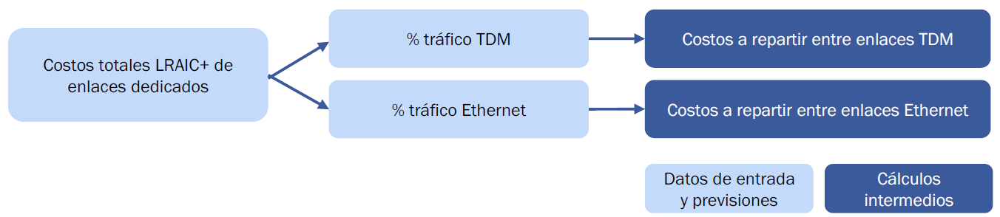 Costos totales LRAIC+ de
enlaces dedicados
% tráfico TDM
Costos a repartir entre enlaces TDM
% tráfico Ethernet
Costos a repartir entre enlaces Ethernet
Datos de entrada
y previsiones
Cálculos
intermedios